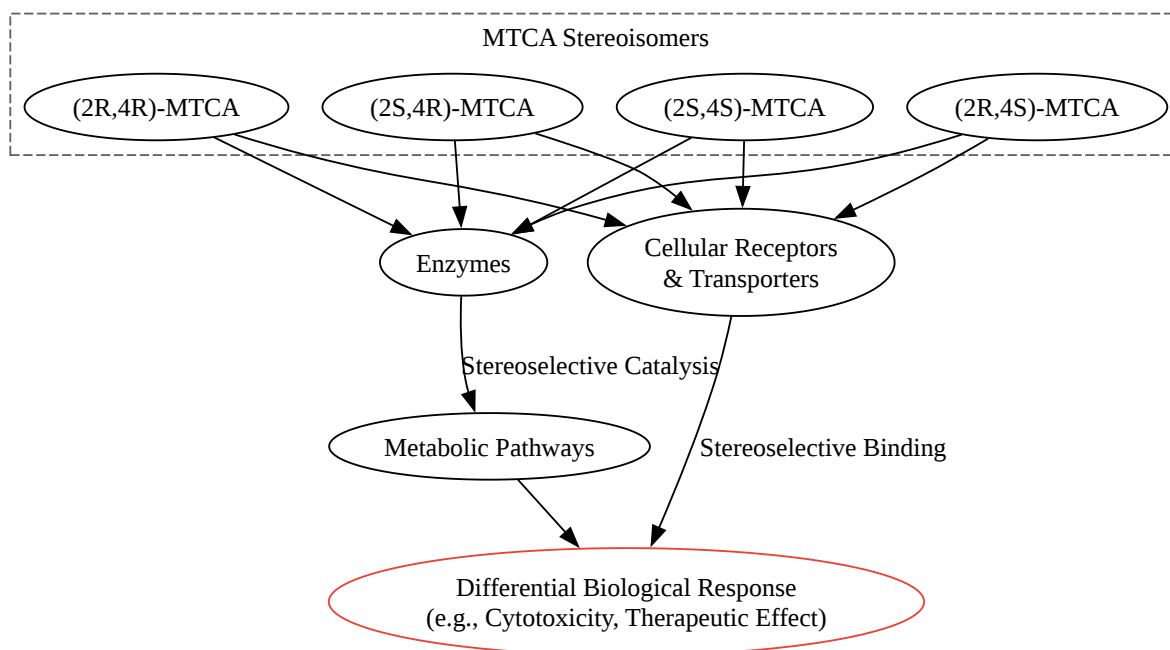 MTCA Stereoisomers
(2R,4R)-MTCA
(2S,4R)-MTCA
(2S,4S)-MTCA
(2R,4S)-MTCA
Enzymes
Cellular Receptors
& Transporters
Stereoselective Catalysis
Metabolic Pathways
Stereoselective Binding
Differential Biological Response
(e.g., Cytotoxicity, Therapeutic Effect)